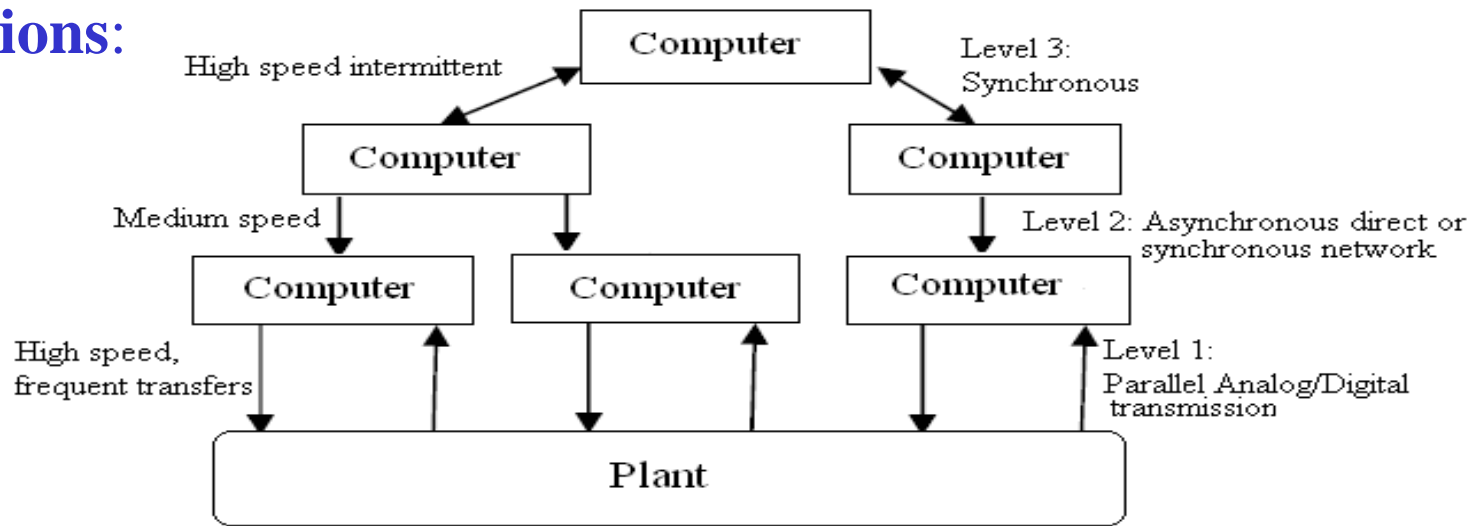 ions:
Computer
High speed intermittent
Level 3:
Synchronous
Computer
Computer
Medium speed
Level 2: Asynchronous direct or
synchronous network
Computer
Computer
Computer
High speed,
frequent transfers
Level 1:
Parallel Analog/Digital
transmission
Plant